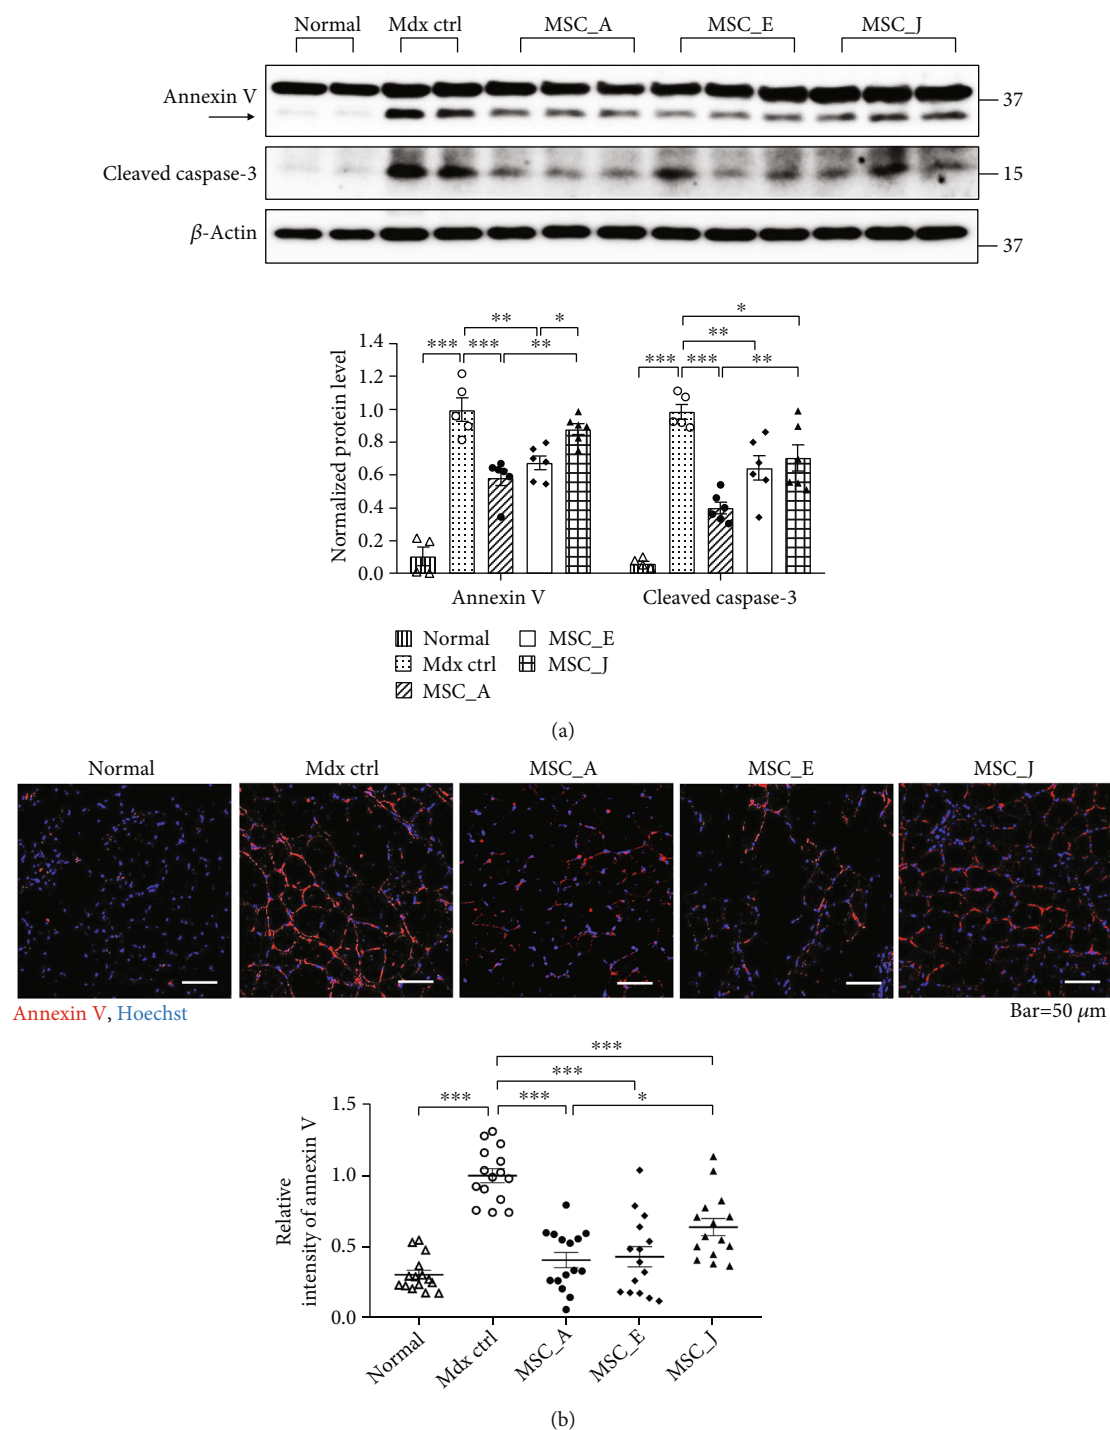 Normal Mdx ctrl MSC_A MSC_E MSC_J
Annexin V
37
Cleaved caspase-3
15
β-Actin
37
*
** *
**
*** *** **
*** *** **
1.4
1.2
1.0
0.8
0.6
0.4
0.2
0.0
Normalized protein level
Annexin V Cleaved caspase-3
Normal MSC_E
Mdx ctrl MSC_J
MSC_A
(a)
Normal Mdx ctrl MSC_A MSC_E MSC_J
Annexin V, Hoechst
Bar=50 μm
***
***
*** *** *
1.5
1.0
0.5
0.0
Relative
intensity of annexin V
Normal Mdx ctrl MSC_A MSC_E MSC_J
(b)